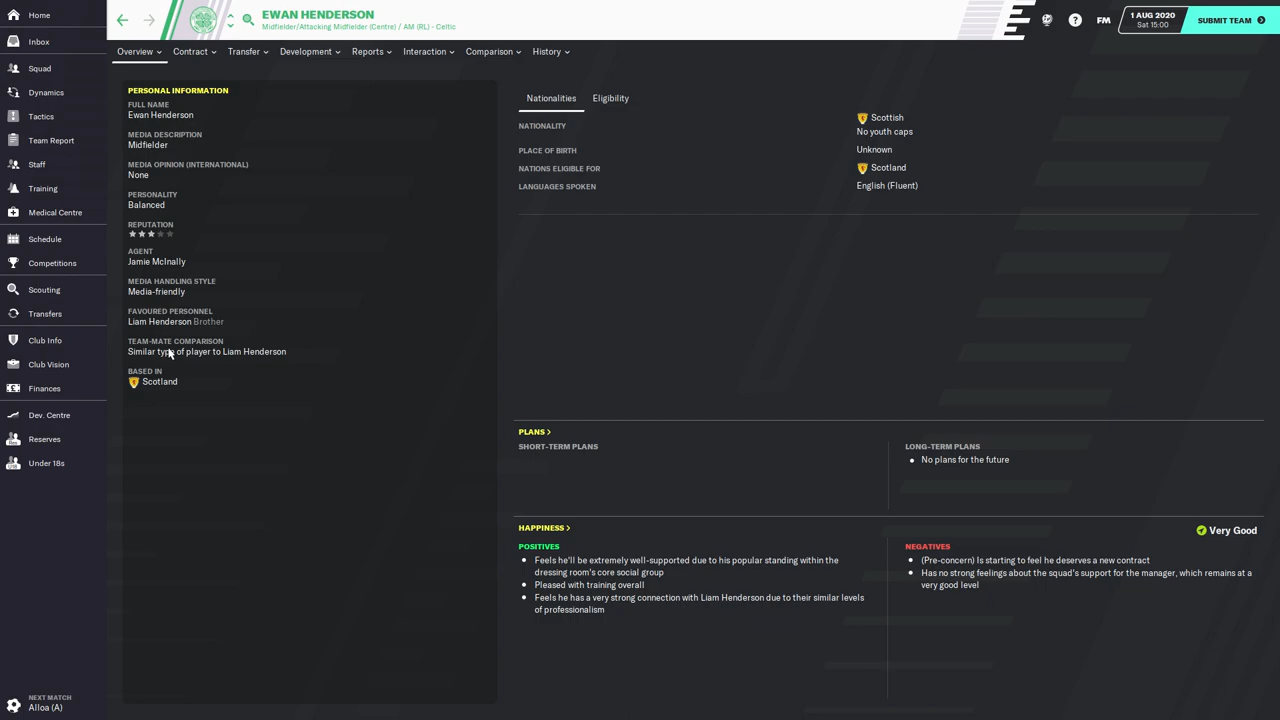 Home
Inbox
Squad
Dynamics
Tactics
Team Report
Staff
Training
Medical Centre
Schedule
Competitions
Scouting
Transfers
Club Info
Club Vision
Finances
Dev. Centre
Reserves
Under 18s
NEXT MATCH
Alloa (A)
EWAN HENDERSON
Midfielder/Attacking Midfielder (Centre) / AM (RL) - Celtic
FM
1 AUG 2020
Sat 15:00
SUBMIT TEAM
Overview
Contract
Transfer
Development
Reports
Interaction
Comparison
History
PERSONAL INFORMATION
FULL NAME
Ewan Henderson
MEDIA DESCRIPTION
Midfielder
MEDIA OPINION (INTERNATIONAL)
None
PERSONALITY
Balanced
REPUTATION
AGENT
Jamie McInally
MEDIA HANDLING STYLE
Media-friendly
FAVOURED PERSONNEL
Liam Henderson Brother
TEAM-MATE COMPARISON
Similar type of player to Liam Henderson
BASED IN
Scotland
Nationalities
Eligibility
NATIONALITY
Scottish
No youth caps
PLACE OF BIRTH
Unknown
NATIONS ELIGIBLE FOR
Scotland
LANGUAGES SPOKEN
English (Fluent)
PLANS >
SHORT-TERM PLANS
LONG-TERM PLANS
• No plans for the future
HAPPINESS >
Very Good
POSITIVES
• Feels he'll be extremely well-supported due to his popular standing within the
dressing room's core social group
• Pleased with training overall
• Feels he has a very strong connection with Liam Henderson due to their similar levels
of professionalism
NEGATIVES
• (Pre-concern) Is starting to feel he deserves a new contract
• Has no strong feelings about the squad's support for the manager, which remains at a
very good level